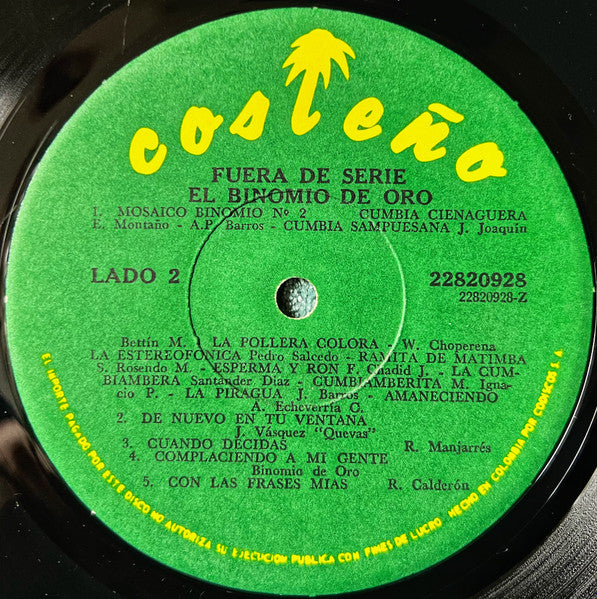 costeño
FUERA DE SERIE
EL BINOMIO DE ORO
1. MOSAICO BINOMIO Nº 2 CUMBIA CIENAGUERA
E. Montaño - A.P. Barros - CUMBIA SAMPUESANA J. Joaquín
LADO 2 22820928
22820928-Z
Bettín M. - LA POLLERA COLORA - W. Choperena
LA ESTEREOFONICA Pedro Salcedo - RAMITA DE MATIMBA
S. Rosendo M. - ESPERMA Y RON F. Chadid J. - LA CUM-
BIAMBERA Santander Díaz - CUMBIAMBERITA M. Igna-
cio P. - LA PIRAGUA J. Barros - AMANECIENDO
A. Echeverría C.
2. DE NUEVO EN TU VENTANA
J. Vásquez "Quevas"
3. CUANDO DECIDAS R. Manjarrés
4. COMPLACIENDO A MI GENTE
Binomio de Oro
5. CON LAS FRASES MIAS R. Calderón
EL IMPORTE PAGADO POR ESTE DISCO NO AUTORIZA SU EJECUCION PUBLICA CON FINES DE LUCRO - HECHO EN COLOMBIA POR CODISCOS S.A.